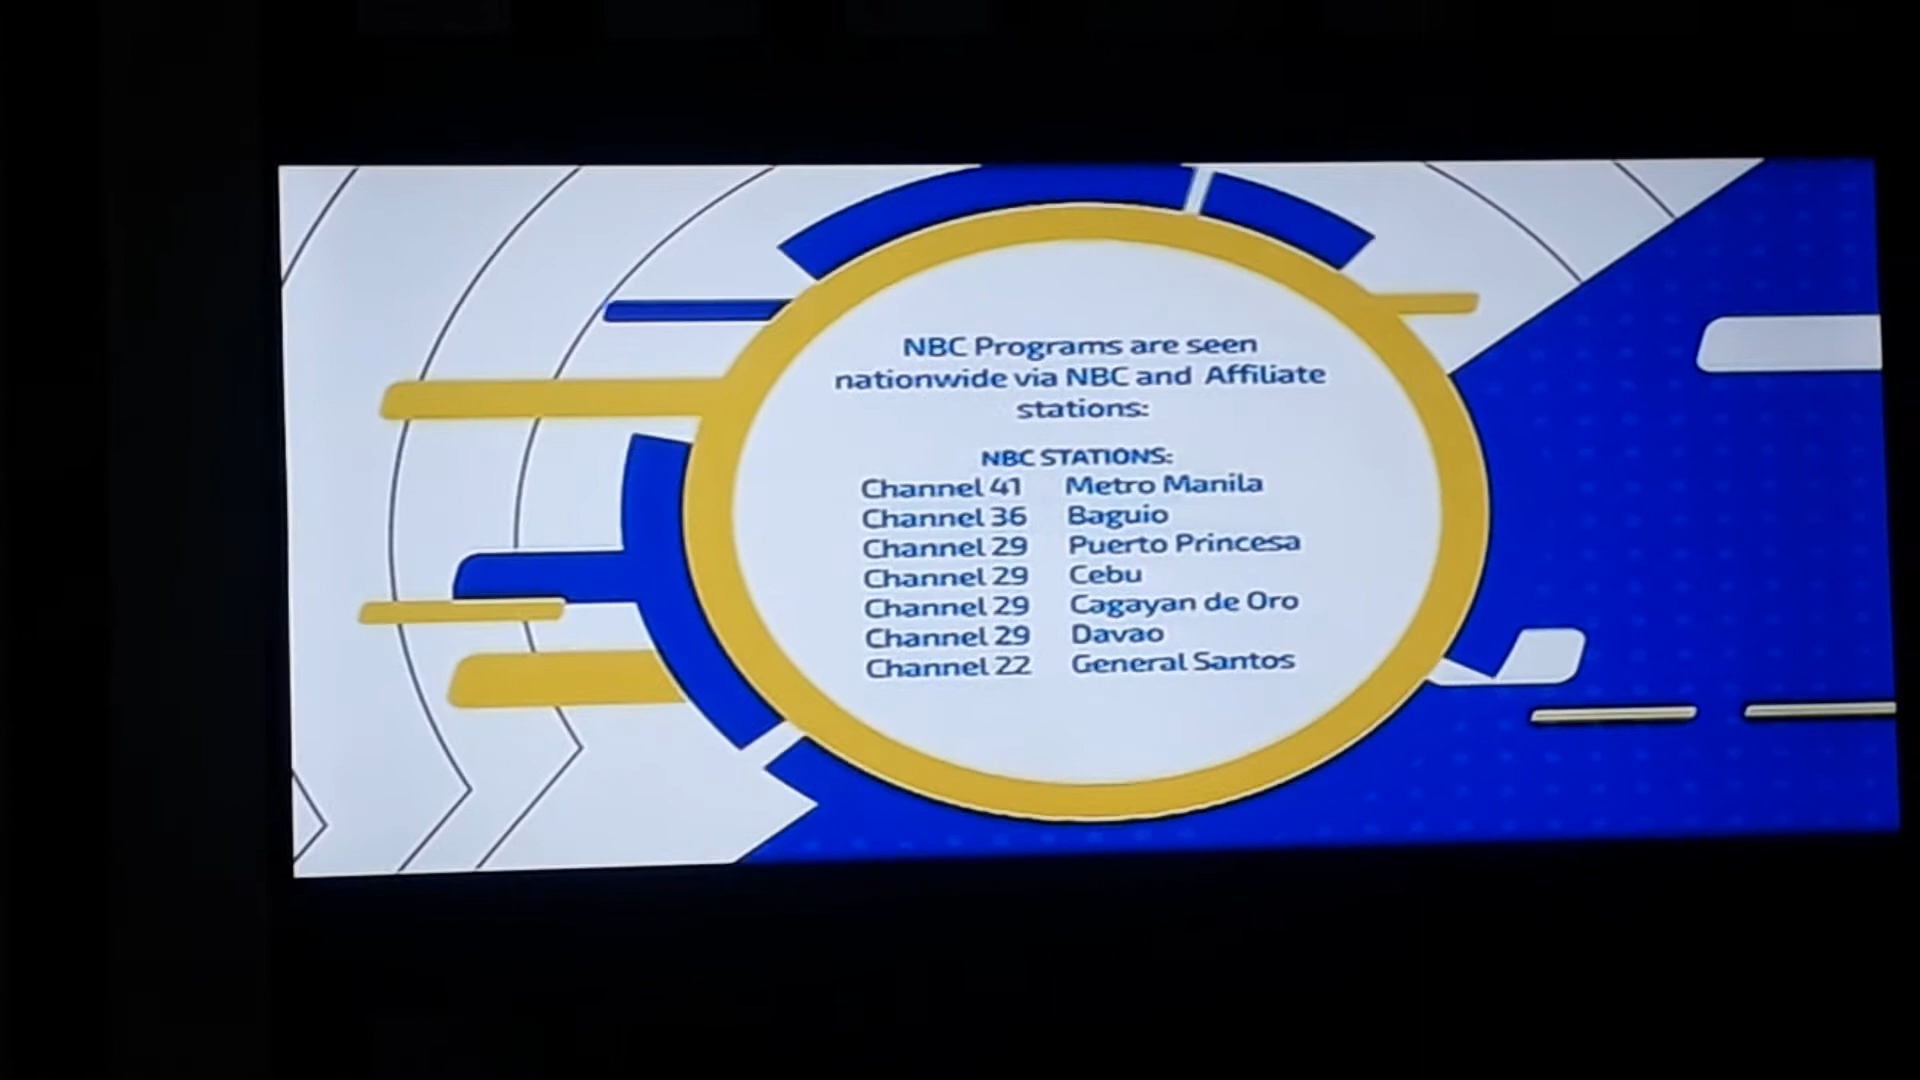 NBC Programs are seen
nationwide via NBC and Affiliate
stations:
NBC STATIONS:
Channel 41 Metro Manila
Channel 36 Baguio
Channel 29 Puerto Princesa
Channel 29 Cebu
Channel 29 Cagayan de Oro
Channel 29 Davao
Channel 22 General Santos